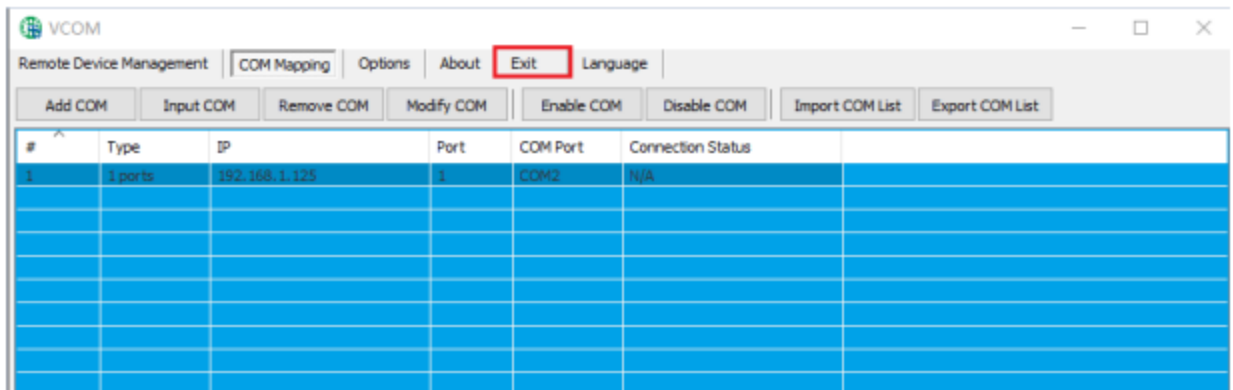 VCOM
Remote Device Management COM Mapping Options About Exit Language
Add COM Input COM Remove COM Modify COM Enable COM Disable COM Import COM List Export COM List
# Type IP Port COM Port Connection Status
1 1 ports 192.168.1.125 1 COM2 N/A